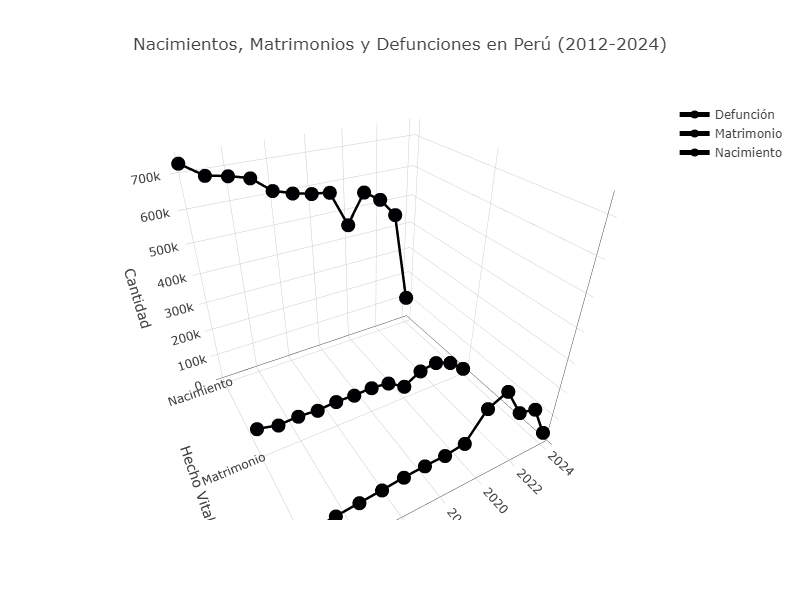 Nacimientos, Matrimonios y Defunciones en Perú (2012-2024)
Defunción
Matrimonio
Nacimiento
700k
600k
500k
400k
300k
200k
100k
0
Cantidad
Nacimiento
Matrimonio
Hecho Vital
2024
2022
2020